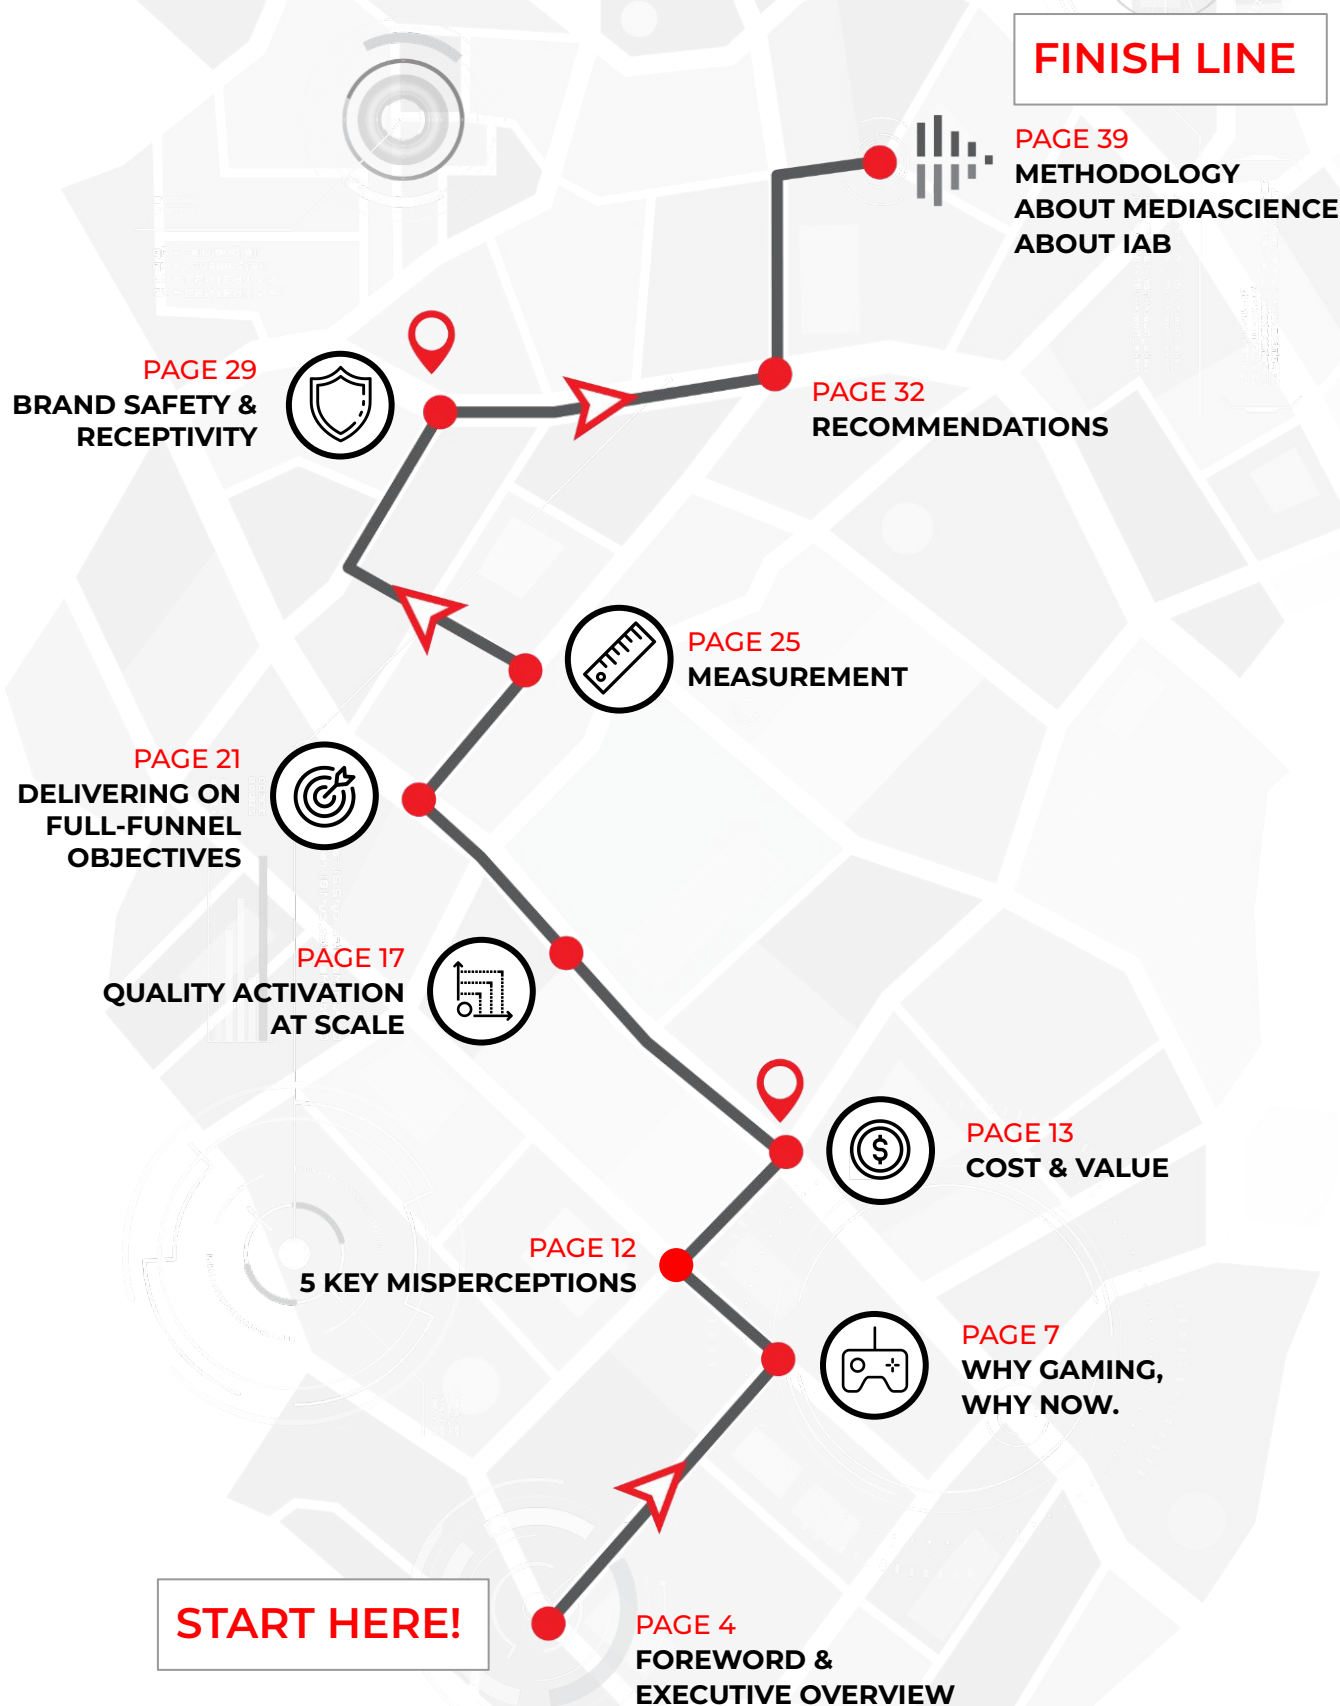 FINISH LINE
PAGE 39
METHODOLOGY
ABOUT MEDIASCIENCE
ABOUT IAB
PAGE 29
BRAND SAFETY &
RECEPTIVITY
PAGE 32
RECOMMENDATIONS
PAGE 25
MEASUREMENT
PAGE 21
DELIVERING ON
FULL-FUNNEL
OBJECTIVES
PAGE 17
QUALITY ACTIVATION
AT SCALE
PAGE 13
COST & VALUE
PAGE 12
5 KEY MISPERCEPTIONS
PAGE 7
WHY GAMING,
WHY NOW.
START HERE!
PAGE 4
FOREWORD &
EXECUTIVE OVERVIEW